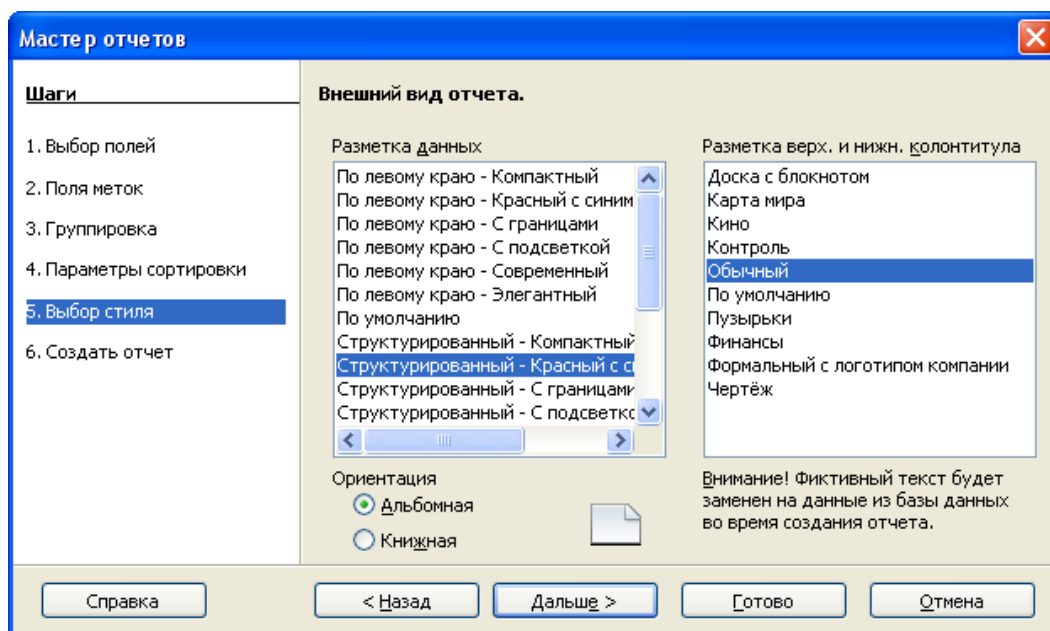 Мастер отчетов
Шаги
1. Выбор полей
2. Поля меток
3. Группировка
4. Параметры сортировки
5. Выбор стиля
6. Создать отчет
Внешний вид отчета.
Разметка данных
По левому краю - Компактный
По левому краю - Красный с синим
По левому краю - С границами
По левому краю - С подсветкой
По левому краю - Современный
По левому краю - Элегантный
По умолчанию
Структурированный - Компактный
Структурированный - Красный с си
Структурированный - С границами
Структурированный - С подсветко
Ориентация
Альбомная
Книжная
Разметка верх. и нижн. колонтитула
Доска с блокнотом
Карта мира
Кино
Контроль
Обычный
По умолчанию
Пузырьки
Финансы
Формальный с логотипом компании
Чертёж
Внимание! Фиктивный текст будет
заменен на данные из базы данных
во время создания отчета.
Справка
< Назад
Дальше >
Готово
Отмена